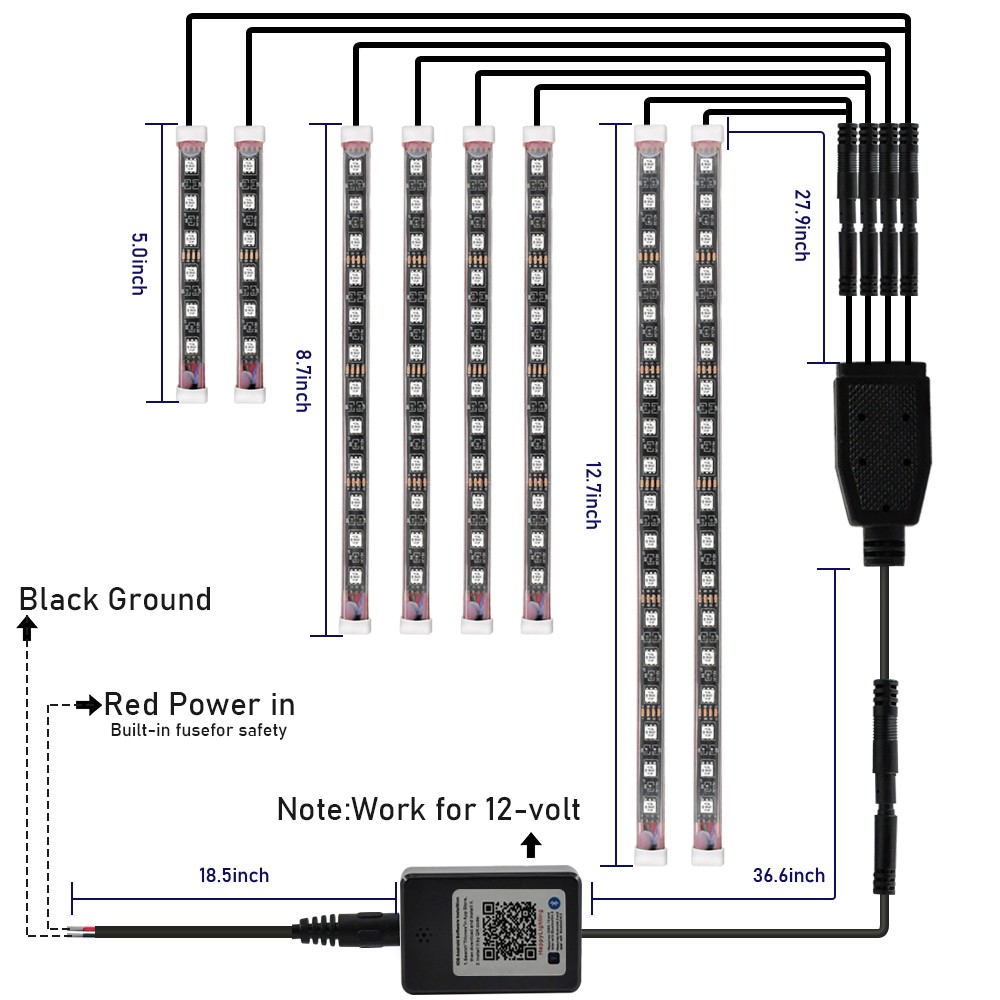 5.0inch
8.7inch
12.7inch
27.9inch
Black Ground
Red Power in
Built-in fusefor safety
Note:Work for 12-volt
18.5inch
36.6inch
HappyLighting